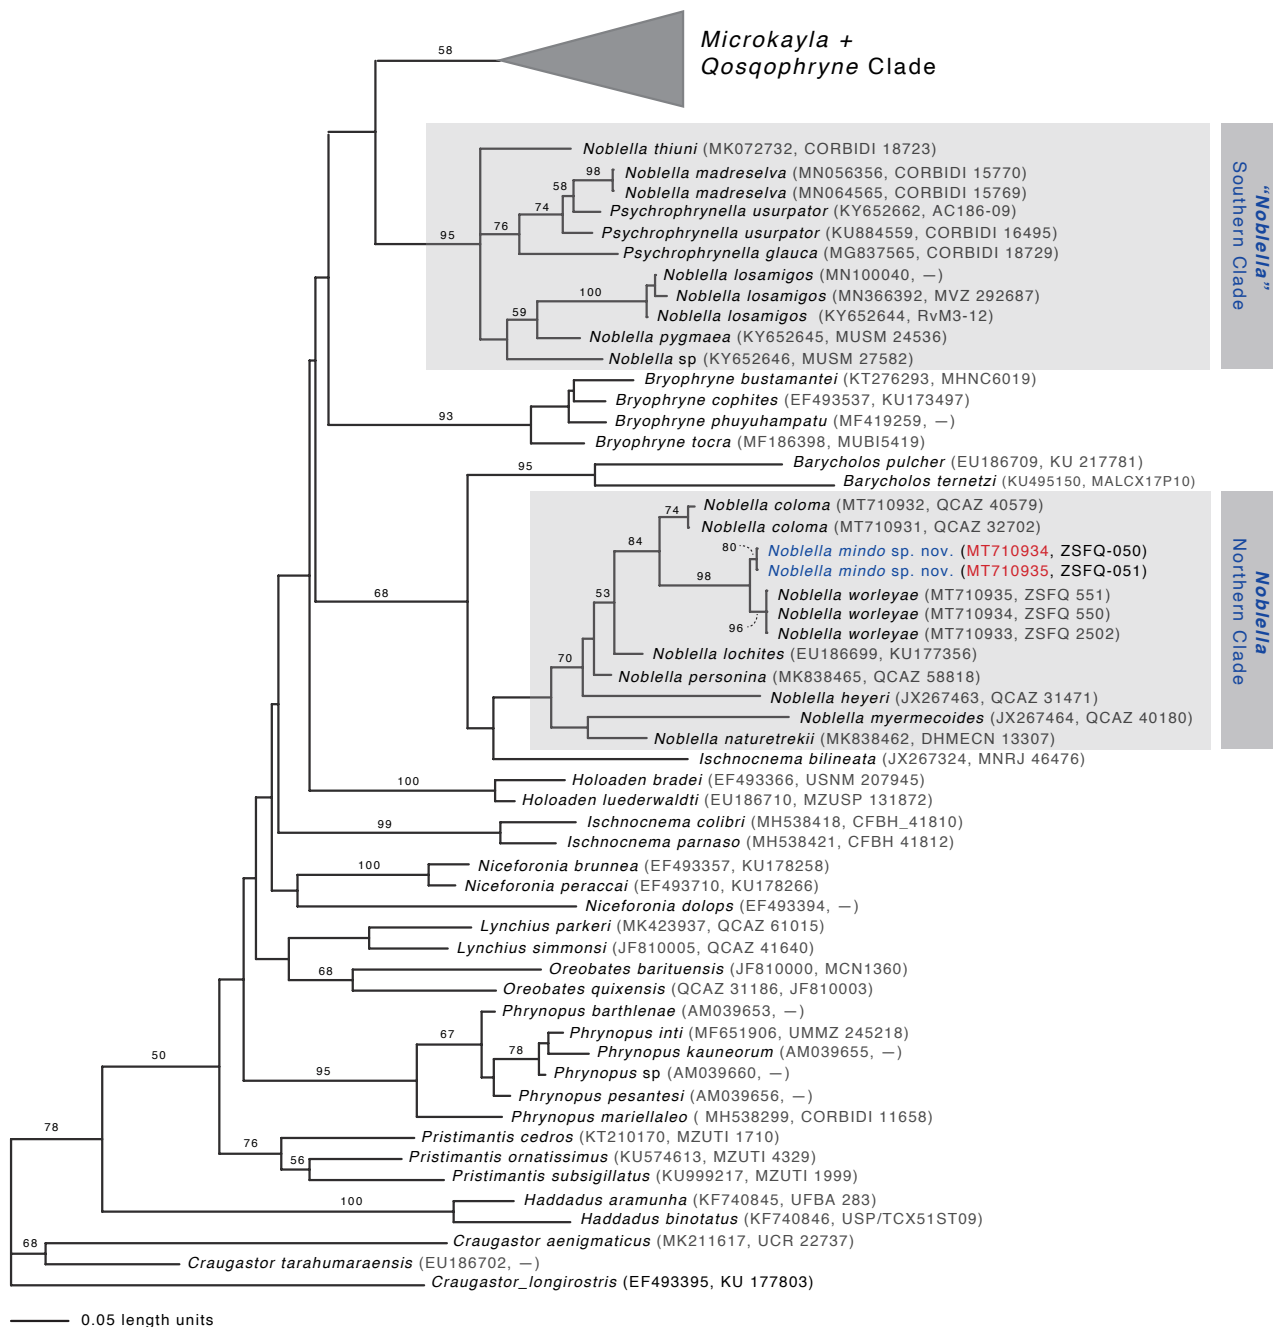 58
Microkayla +
Qosqophryne Clade
Noblella thiuni (MK072732, CORBIDI 18723)
98
Noblella madreselva (MN056356, CORBIDI 15770)
58
Noblella madreselva (MN064565, CORBIDI 15769)
74
Psychrophrynella usurpator (KY652662, AC186-09)
76
Psychrophrynella usurpator (KU884559, CORBIDI 16495)
95
Psychrophrynella glauca (MG837565, CORBIDI 18729)
Noblella losamigos (MN100040, —)
100
Noblella losamigos (MN366392, MVZ 292687)
59
Noblella losamigos (KY652644, RvM3-12)
Noblella pygmaea (KY652645, MUSM 24536)
Noblella sp (KY652646, MUSM 27582)
"Noblella"
Southern Clade
Bryophryne bustamantei (KT276293, MHNC6019)
Bryophryne cophites (EF493537, KU173497)
93
Bryophryne phuyuhampatu (MF419259, —)
Bryophryne tocra (MF186398, MUBI5419)
95
Barycholos pulcher (EU186709, KU 217781)
Barycholos ternetzi (KU495150, MALCX17P10)
74
Noblella coloma (MT710932, QCAZ 40579)
Noblella coloma (MT710931, QCAZ 32702)
84
80
Noblella mindo sp. nov. (MT710934, ZSFQ-050)
98
Noblella mindo sp. nov. (MT710935, ZSFQ-051)
68
53
Noblella worleyae (MT710935, ZSFQ 551)
Noblella worleyae (MT710934, ZSFQ 550)
96
Noblella worleyae (MT710933, ZSFQ 2502)
70
Noblella lochites (EU186699, KU177356)
Noblella personina (MK838465, QCAZ 58818)
Noblella heyeri (JX267463, QCAZ 31471)
Noblella myermecoides (JX267464, QCAZ 40180)
Noblella naturetrekii (MK838462, DHMECN 13307)
Noblella
Northern Clade
Ischnocnema bilineata (JX267324, MNRJ 46476)
100
Holoaden bradei (EF493366, USNM 207945)
Holoaden luederwaldti (EU186710, MZUSP 131872)
99
Ischnocnema colibri (MH538418, CFBH_41810)
Ischnocnema parnaso (MH538421, CFBH 41812)
100
Niceforonia brunnea (EF493357, KU178258)
Niceforonia peraccai (EF493710, KU178266)
Niceforonia dolops (EF493394, —)
Lynchius parkeri (MK423937, QCAZ 61015)
Lynchius simmonsi (JF810005, QCAZ 41640)
68
Oreobates barituensis (JF810000, MCN1360)
Oreobates quixensis (QCAZ 31186, JF810003)
Phrynopus barthlenae (AM039653, —)
67
Phrynopus inti (MF651906, UMMZ 245218)
78
Phrynopus kauneorum (AM039655, —)
50
95
Phrynopus sp (AM039660, —)
Phrynopus pesantesi (AM039656, —)
Phrynopus mariellaleo ( MH538299, CORBIDI 11658)
78
76
Pristimantis cedros (KT210170, MZUTI 1710)
56
Pristimantis ornatissimus (KU574613, MZUTI 4329)
Pristimantis subsigillatus (KU999217, MZUTI 1999)
100
Haddadus aramunha (KF740845, UFBA 283)
Haddadus binotatus (KF740846, USP/TCX51ST09)
68
Craugastor aenigmaticus (MK211617, UCR 22737)
Craugastor tarahumaraensis (EU186702, —)
Craugastor_longirostris (EF493395, KU 177803)
0.05 length units